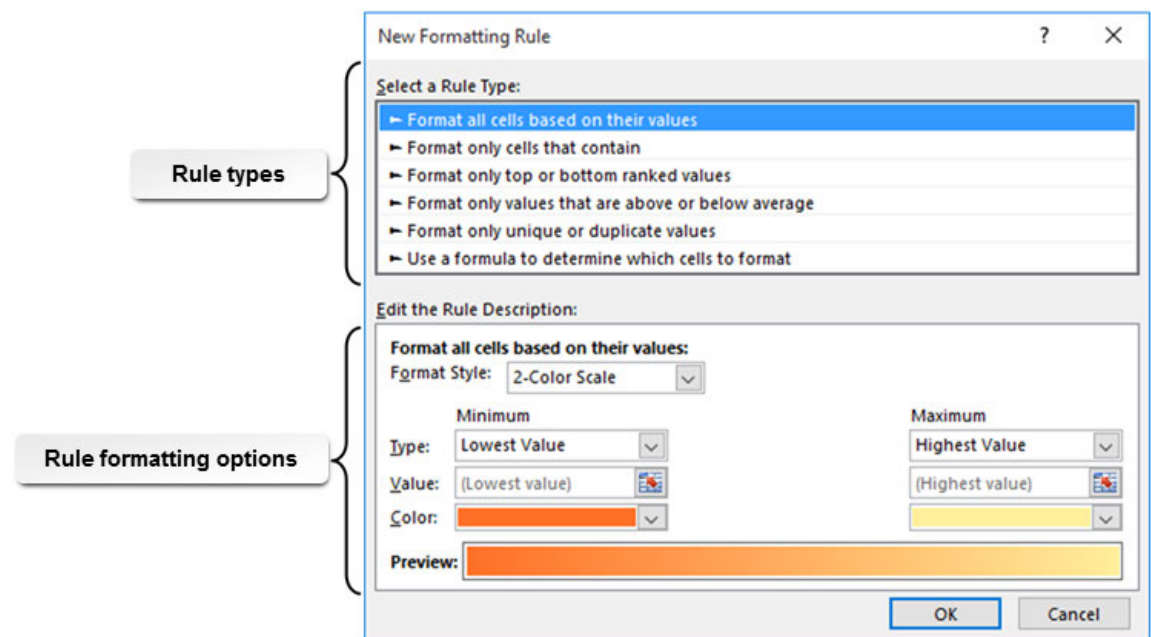 New Formatting Rule ? ×
Select a Rule Type:
► Format all cells based on their values
► Format only cells that contain
► Format only top or bottom ranked values
► Format only values that are above or below average
► Format only unique or duplicate values
► Use a formula to determine which cells to format
Rule types
Edit the Rule Description:
Format all cells based on their values:
Format Style: 2-Color Scale
Minimum Maximum
Type: Lowest Value Highest Value
Value: (Lowest value) (Highest value)
Color:
Preview:
Rule formatting options
OK Cancel